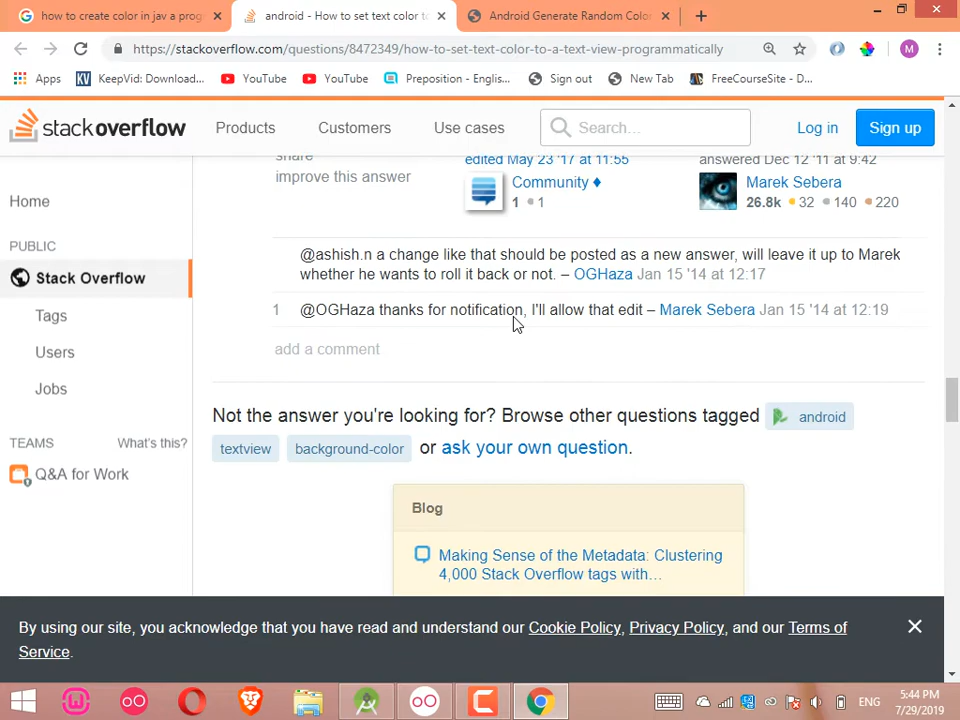 how to create color in jav a prog
android - How to set text color to
Android Generate Random Color
https://stackoverflow.com/questions/8472349/how-to-set-text-color-to-a-text-view-programmatically
M
Apps
KV KeepVid: Download...
YouTube
YouTube
Preposition - Englis...
Sign out
New Tab
FreeCourseSite - D...
stackoverflow
Products
Customers
Use cases
Search...
Log in
Sign up
Home
PUBLIC
Stack Overflow
Tags
Users
Jobs
TEAMS
What's this?
Q&A for Work
share
improve this answer
edited May 23 '17 at 11:55
Community ♦
1 ● 1
answered Dec 12 '11 at 9:42
Marek Sebera
26.8k ● 32 ● 140 ● 220
@ashish.n a change like that should be posted as a new answer, will leave it up to Marek
whether he wants to roll it back or not. – OGHaza Jan 15 '14 at 12:17
1 @OGHaza thanks for notification, I'll allow that edit – Marek Sebera Jan 15 '14 at 12:19
add a comment
Not the answer you're looking for? Browse other questions tagged android
textview background-color or ask your own question.
Blog
Making Sense of the Metadata: Clustering
4,000 Stack Overflow tags with…
By using our site, you acknowledge that you have read and understand our Cookie Policy, Privacy Policy, and our Terms of
Service.
ENG
5:44 PM
7/29/2019